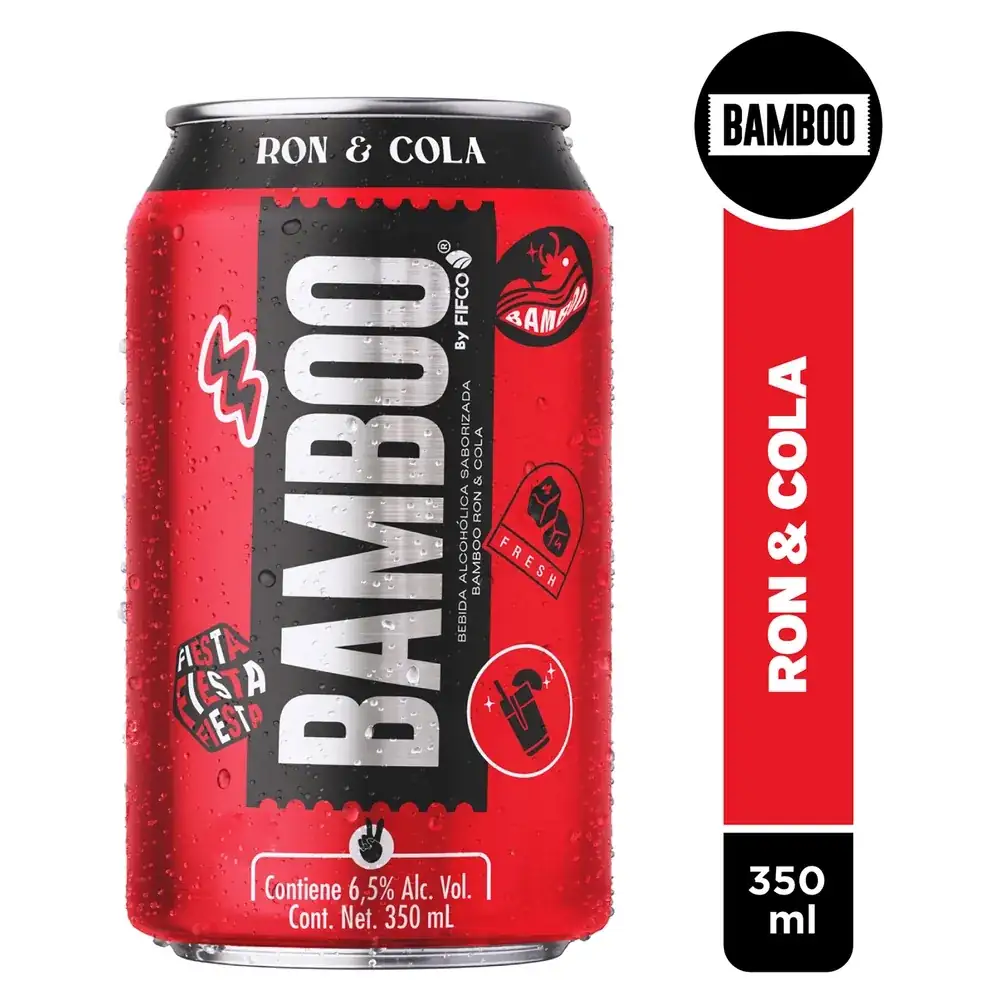 RON & COLA
BAMBOO®
By FIFCO
BEBIDA ALCOHÓLICA SABORIZADA
BAMBOO RON & COLA
BAMBOO
FRESH
FIESTA
FIESTA
FIESTA
Contiene 6,5% Alc. Vol.
Cont. Net. 350 mL
BAMBOO
RON & COLA
350
ml